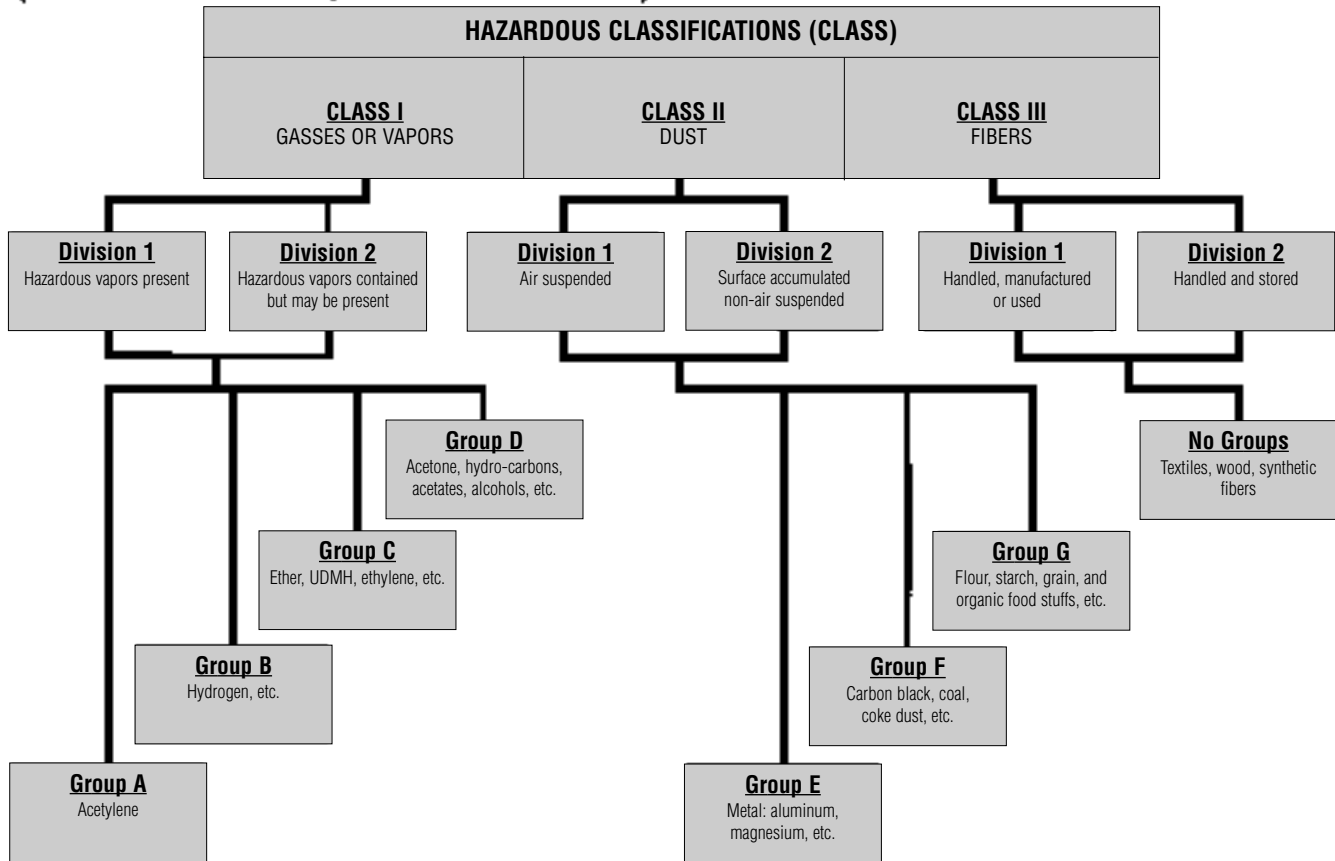 HAZARDOUS CLASSIFICATIONS (CLASS)
CLASS I
GASSES OR VAPORS
CLASS II
DUST
CLASS III
FIBERS
Division 1
Hazardous vapors present
Division 2
Hazardous vapors contained
but may be present
Division 1
Air suspended
Division 2
Surface accumulated
non-air suspended
Division 1
Handled, manufactured
or used
Division 2
Handled and stored
Group D
Acetone, hydro-carbons,
acetates, alcohols, etc.
No Groups
Textiles, wood, synthetic
fibers
Group C
Ether, UDMH, ethylene, etc.
Group G
Flour, starch, grain, and
organic food stuffs, etc.
Group B
Hydrogen, etc.
Group F
Carbon black, coal,
coke dust, etc.
Group A
Acetylene
Group E
Metal: aluminum,
magnesium, etc.